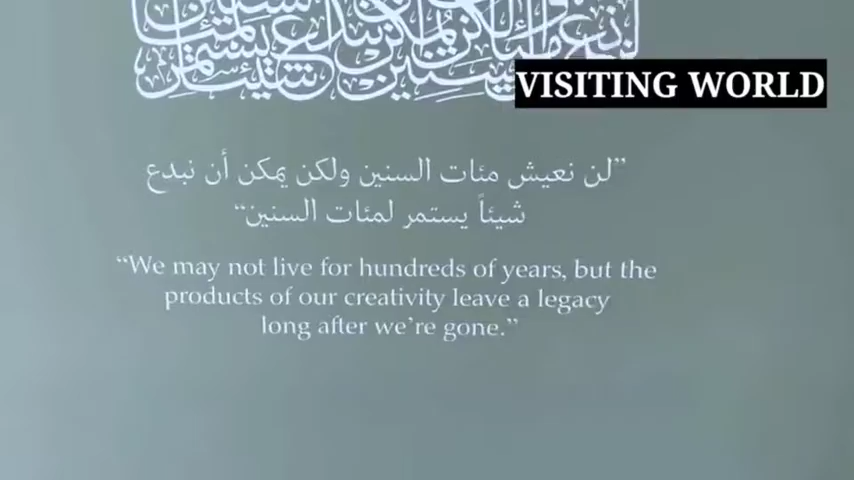 VISITING WORLD
”لن نعيش مئات السنين ولكن يمكن أن نبدع
شيئاً يستمر لمئات السنين“
“We may not live for hundreds of years, but the
products of our creativity leave a legacy
long after we’re gone.”